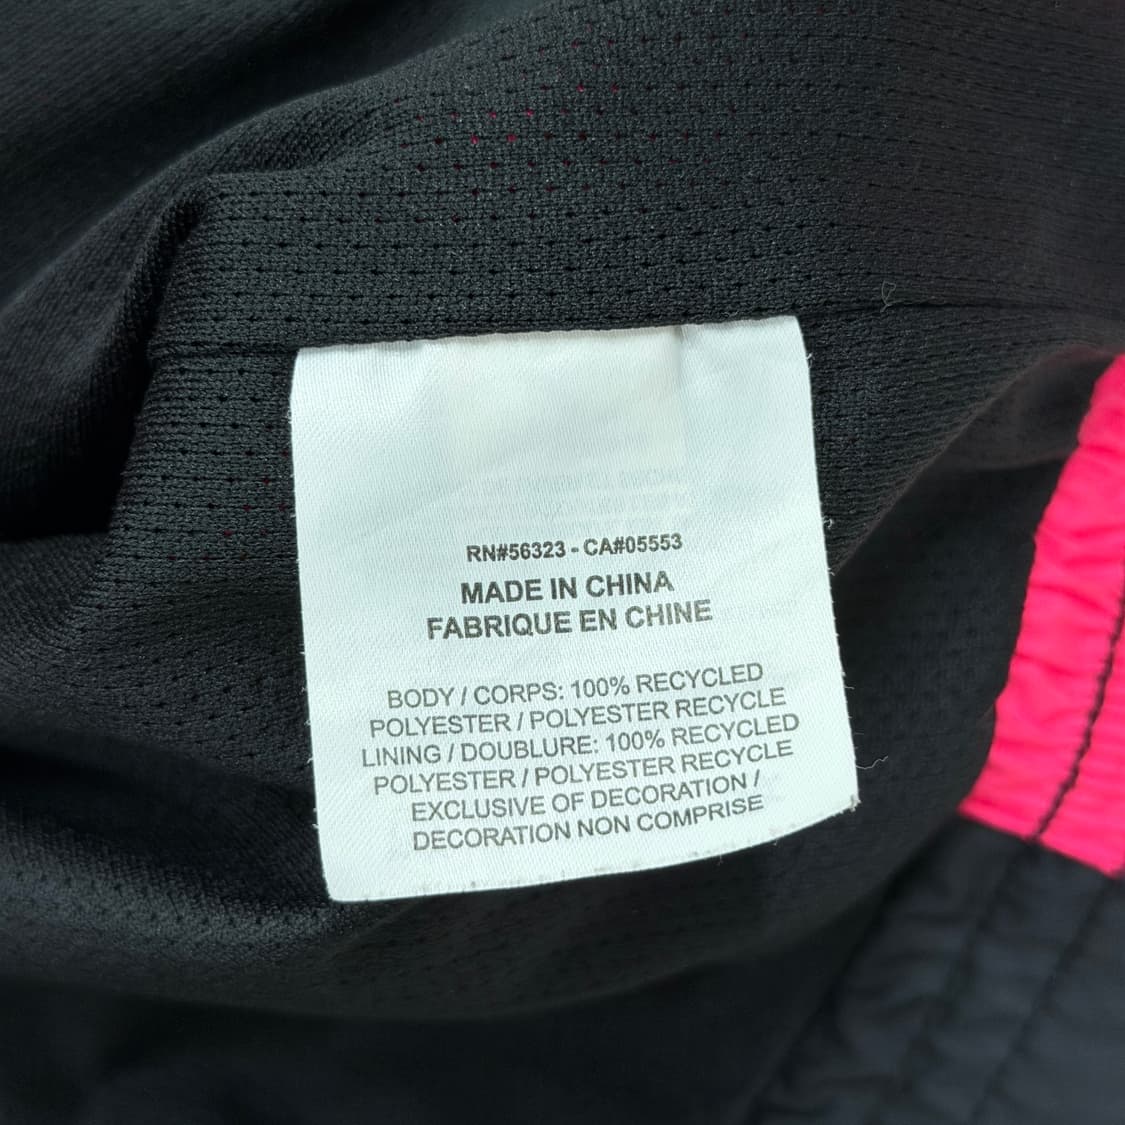 RN#56323 - CA#05553
MADE IN CHINA
FABRIQUE EN CHINE
BODY / CORPS: 100% RECYCLED
POLYESTER / POLYESTER RECYCLE
LINING / DOUBLURE: 100% RECYCLED
POLYESTER / POLYESTER RECYCLE
EXCLUSIVE OF DECORATION /
DECORATION NON COMPRISE